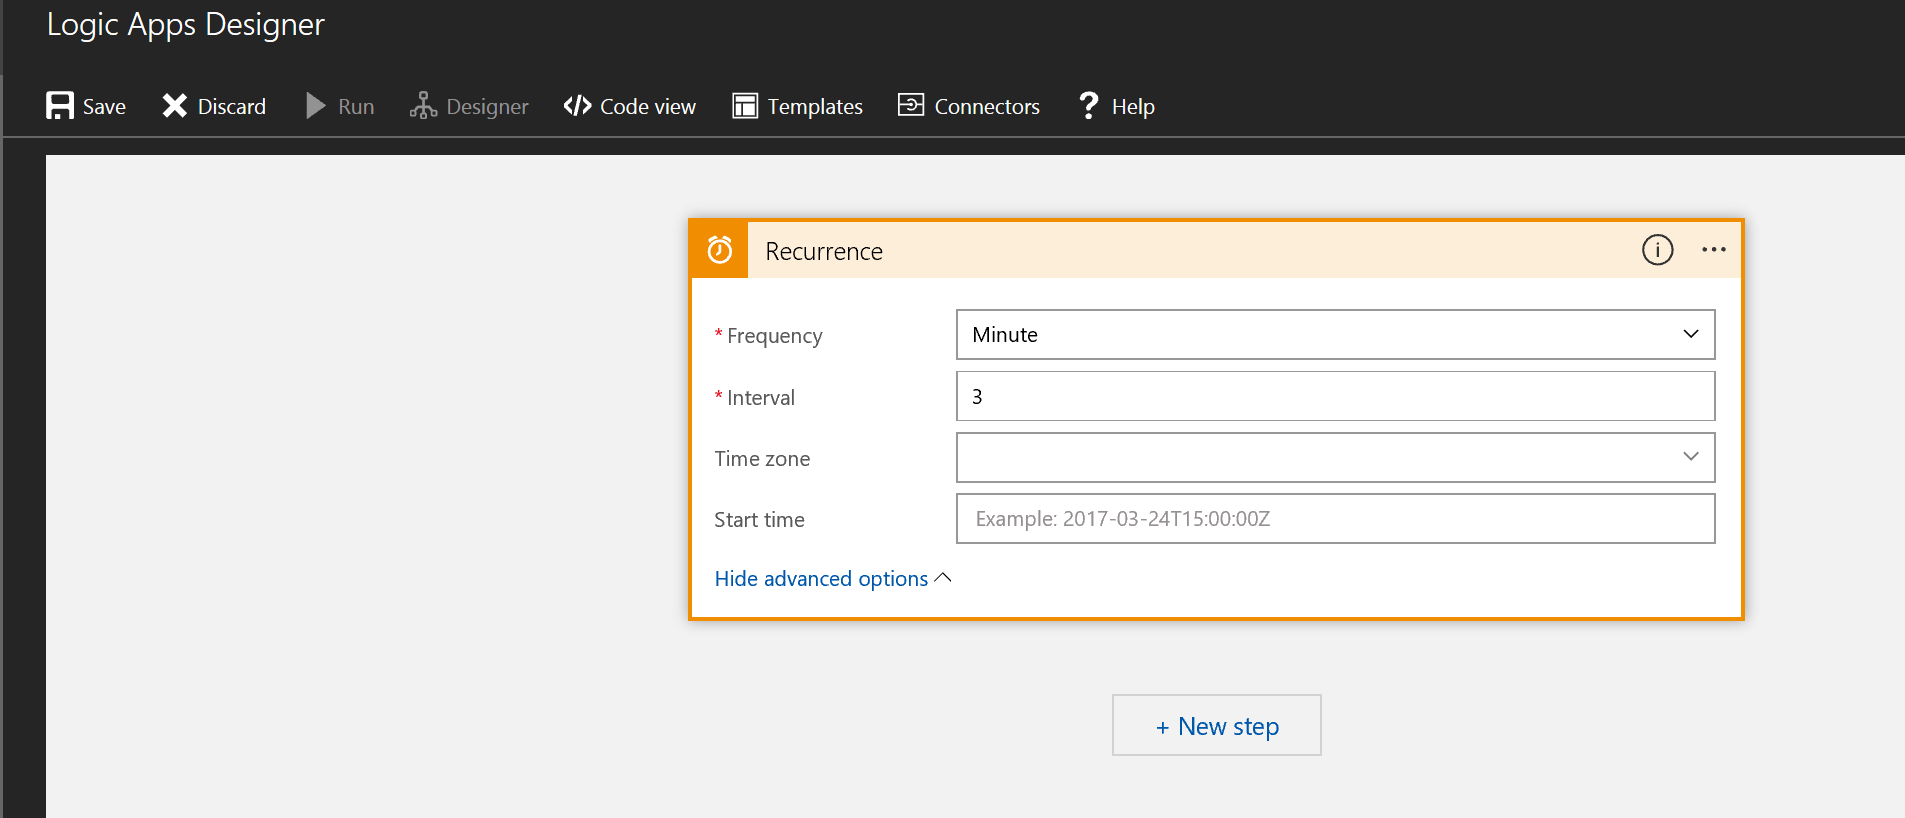 Logic Apps Designer
Save Discard Run Designer Code view Templates Connectors Help
Recurrence
* Frequency Minute
* Interval 3
Time zone
Start time Example: 2017-03-24T15:00:00Z
Hide advanced options
+ New step